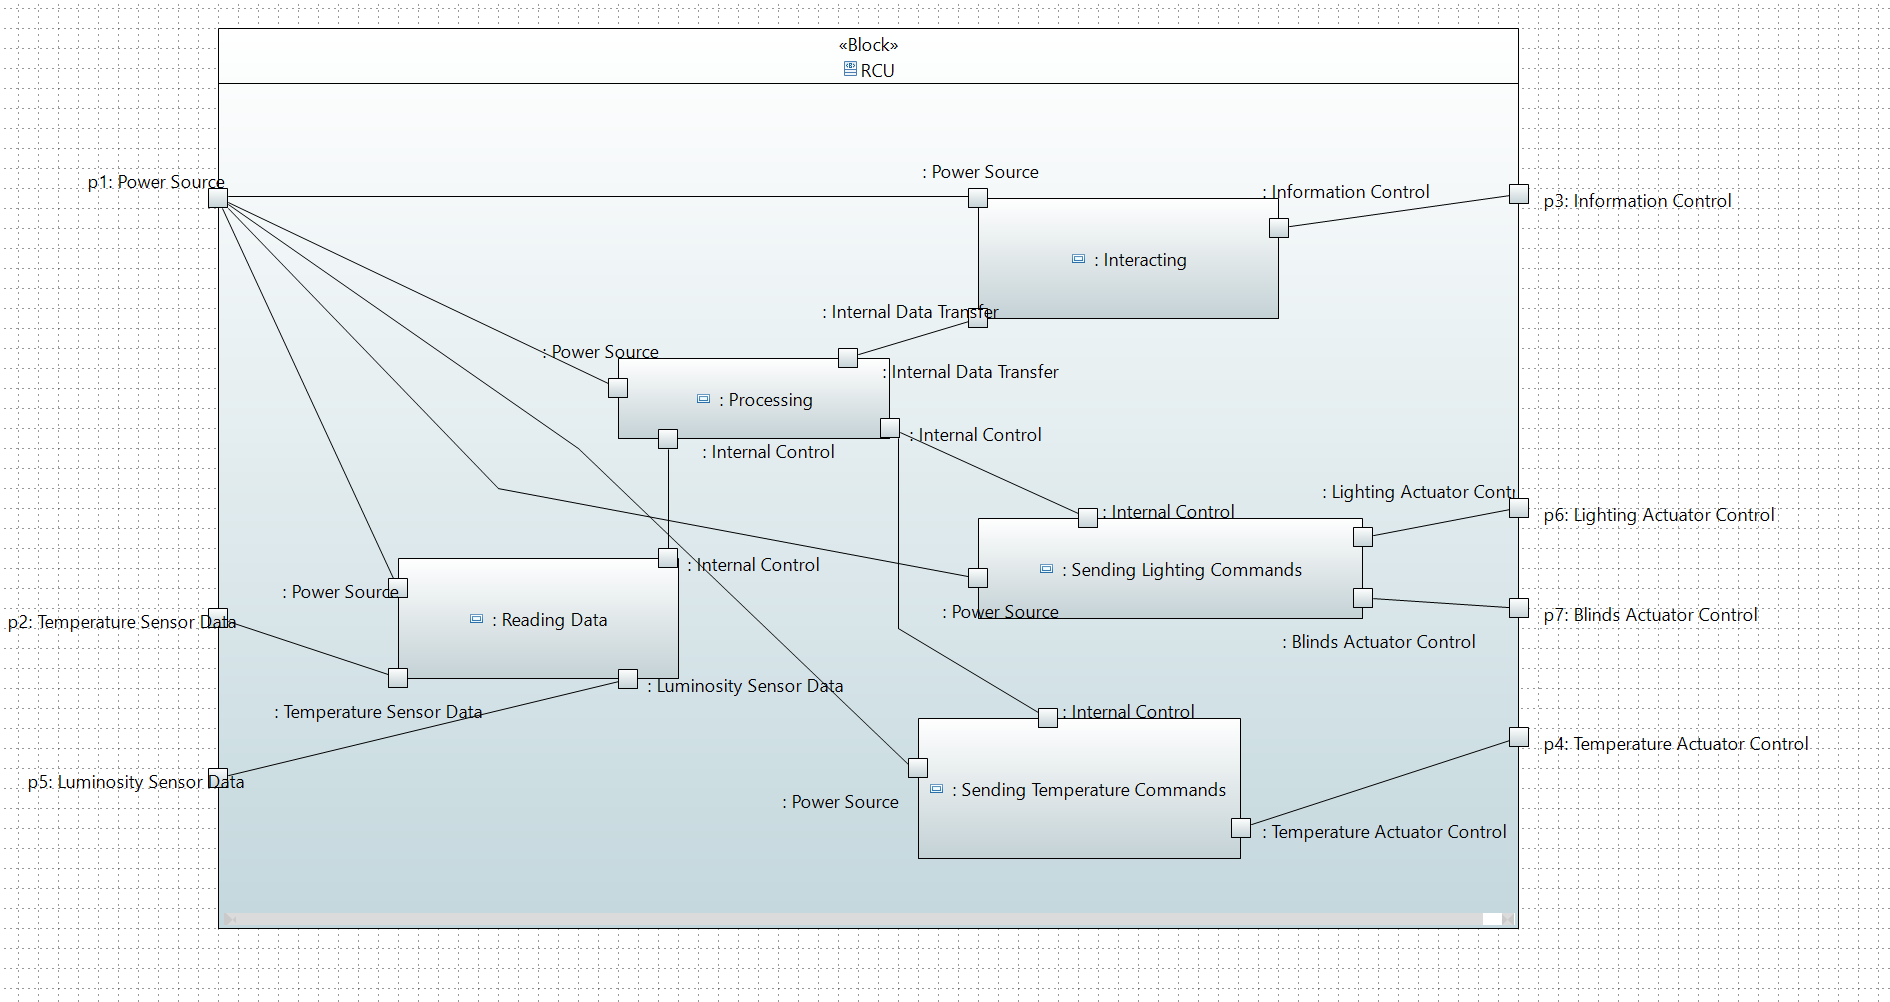 «Block»
RCU
: Power Source
p1: Power Source
: Information Control
p3: Information Control
: Interacting
: Internal Data Transfer
: Power Source
: Internal Data Transfer
: Processing
: Internal Control
: Internal Control
: Lighting Actuator Contr
: Internal Control
p6: Lighting Actuator Control
: Internal Control
: Sending Lighting Commands
: Power Source
: Power Source
p7: Blinds Actuator Control
p2: Temperature Sensor Data
: Reading Data
: Blinds Actuator Control
: Luminosity Sensor Data
: Temperature Sensor Data
: Internal Control
p4: Temperature Actuator Control
p5: Luminosity Sensor Data
: Sending Temperature Commands
: Power Source
: Temperature Actuator Control